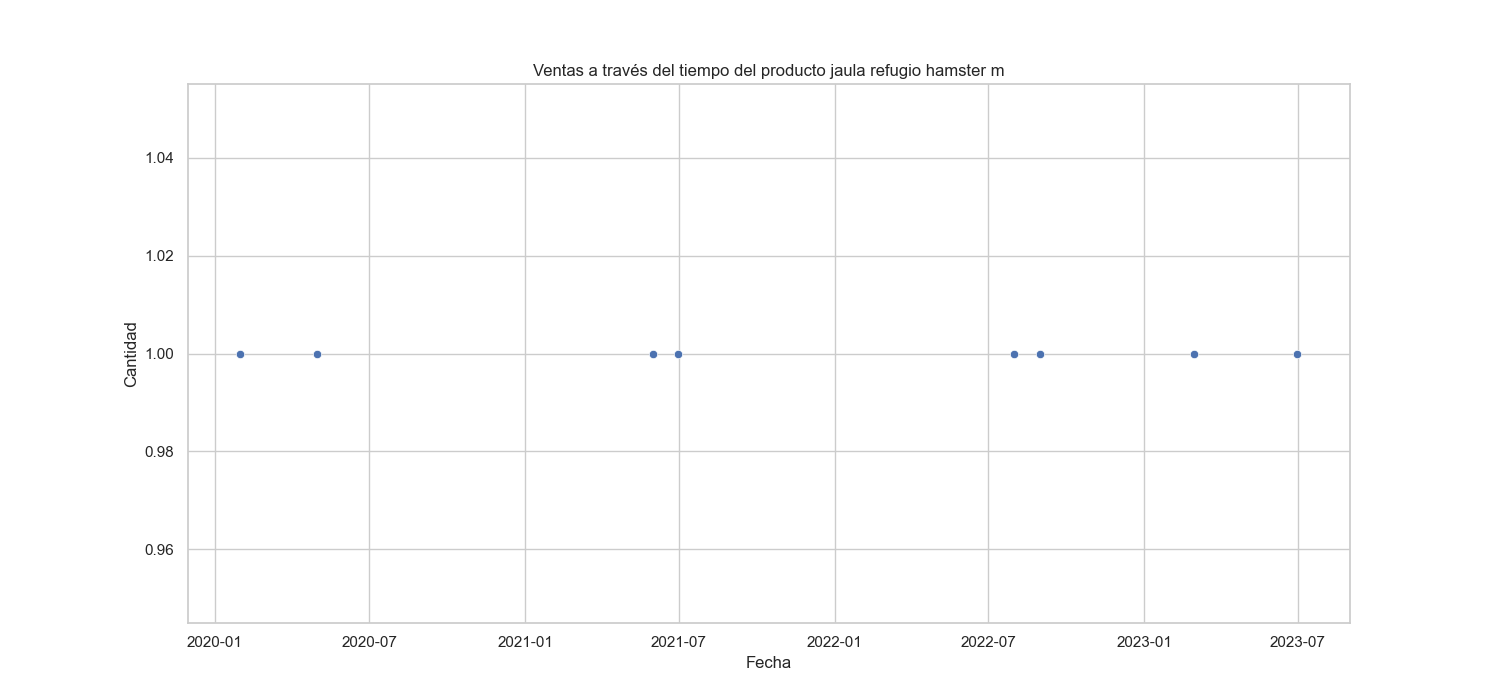 Ventas a través del tiempo del producto jaula refugio hamster m
1.04
1.02
1.00
0.98
0.96
Cantidad
2020-01 2020-07 2021-01 2021-07 2022-01 2022-07 2023-01 2023-07
Fecha